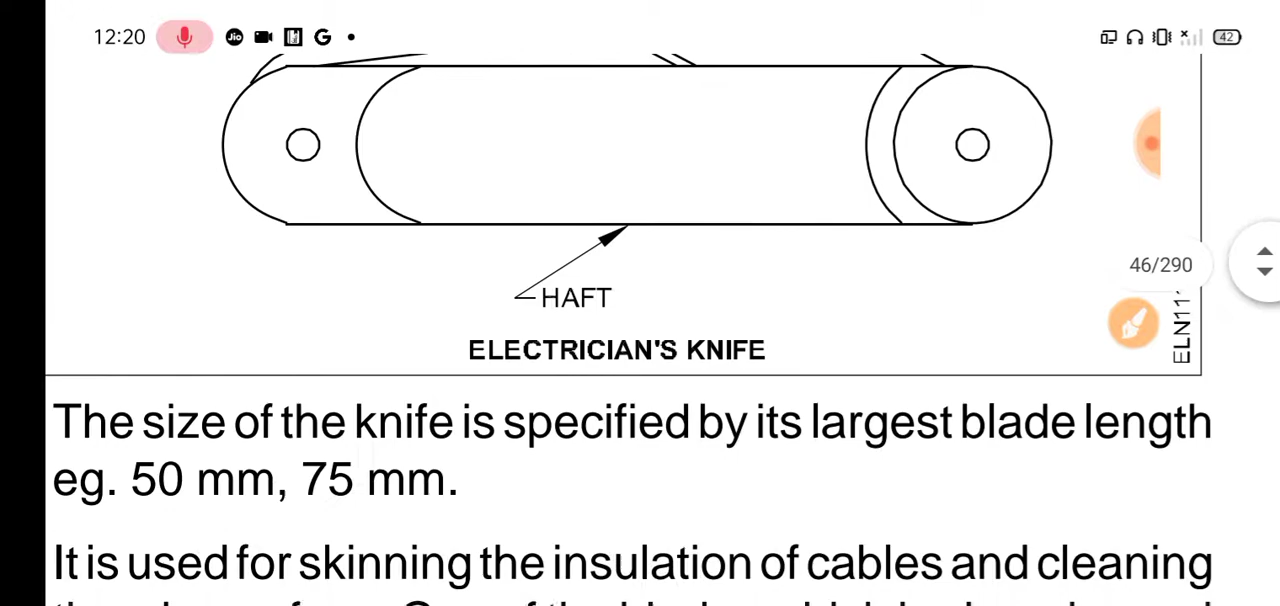 12:20
Jio
G
42
46/290
HAFT
ELN11
ELECTRICIAN'S KNIFE
The size of the knife is specified by its largest blade length
eg. 50 mm, 75 mm.
It is used for skinning the insulation of cables and cleaning